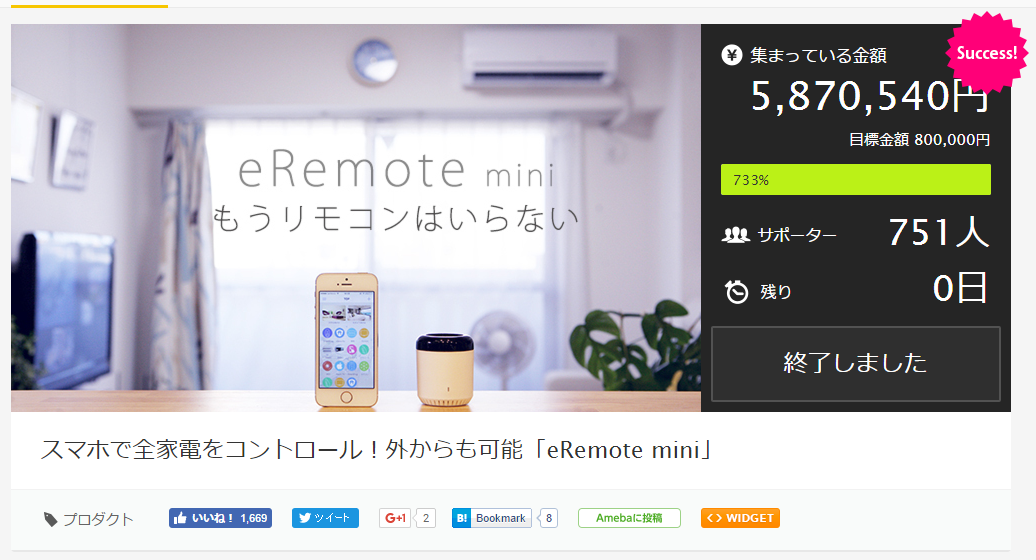 eRemote mini
もうリモコンはいらない
Success!
¥ 集まっている金額
5,870,540円
目標金額 800,000円
733%
サポーター 751人
残り 0日
終了しました
スマホで全家電をコントロール！外からも可能「eRemote mini」
プロダクト
いいね！ 1,669
ツイート
G+1 2
B! Bookmark 8
Amebaに投稿
<> WIDGET